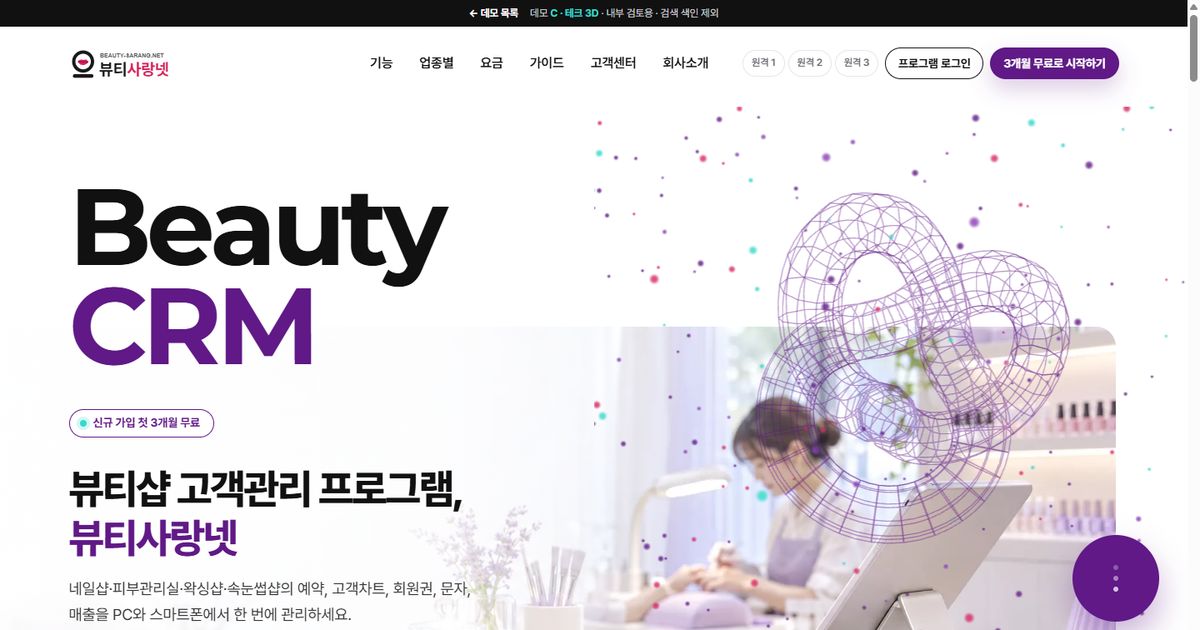 ← 데모 목록 데모 C · 테크 3D · 내부 검토용 · 검색 색인 제외
BEAUTY-SARANG.NET
뷰티사랑넷
기능 업종별 요금 가이드 고객센터 회사소개 원격 1 원격 2 원격 3 프로그램 로그인 3개월 무료로 시작하기
Beauty
CRM
신규 가입 첫 3개월 무료
뷰티샵 고객관리 프로그램,
뷰티사랑넷
네일샵·피부관리실·왁싱샵·속눈썹샵의 예약, 고객차트, 회원권, 문자,
매출을 PC와 스마트폰에서 한 번에 관리하세요.